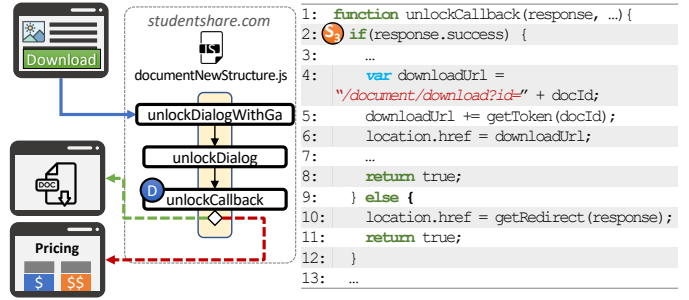 Download
studentshare.com
JS
documentNewStructure.js
unlockDialogWithGa
unlockDialog
D
unlockCallback
DOC
Pricing
$ $$
1: function unlockCallback(response, …){
2: S3 if(response.success) {
3: …
4: var downloadUrl =
"/document/download?id=" + docId;
5: downloadUrl += getToken(docId);
6: location.href = downloadUrl;
7: …
8: return true;
9: } else {
10: location.href = getRedirect(response);
11: return true;
12: }
13: …